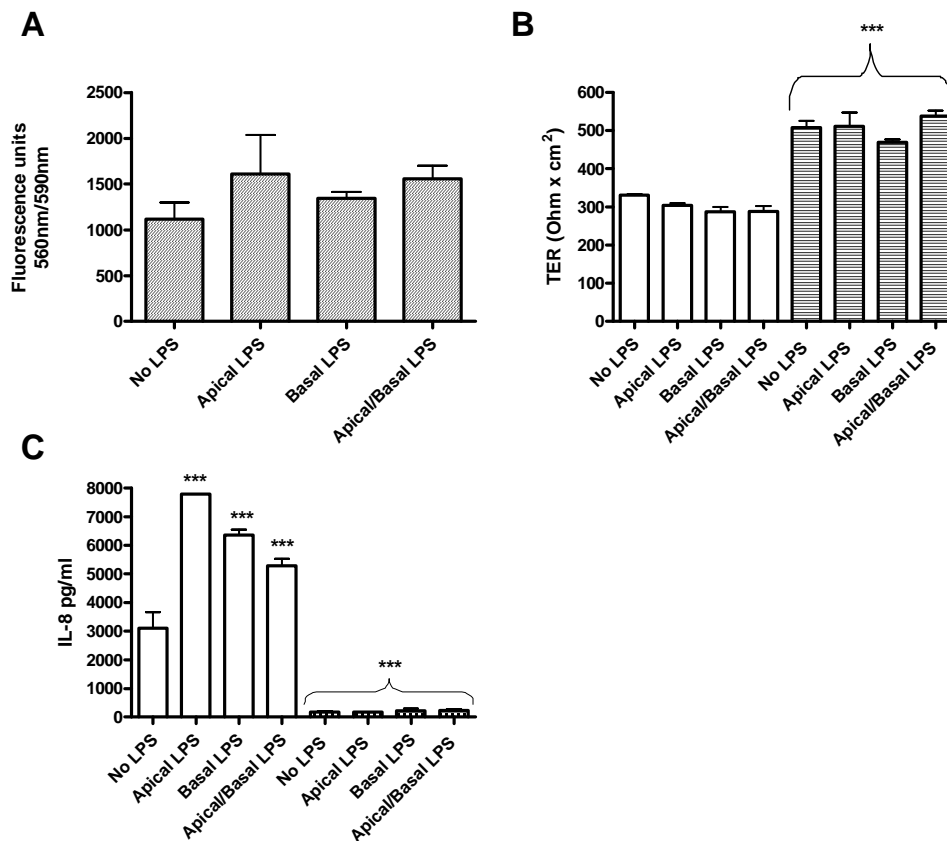 A
Fluorescence units
560nm/590nm
2500
2000
1500
1000
500
0
No LPS
Apical LPS
Basal LPS
Apical/Basal LPS
B
***
TER (Ohm x cm²)
600
500
400
300
200
100
0
No LPS
Apical LPS
Basal LPS
Apical/Basal LPS
No LPS
Apical LPS
Basal LPS
Apical/Basal LPS
C
IL-8 pg/ml
8000
7000
6000
5000
4000
3000
2000
1000
0
***
***
***
***
No LPS
Apical LPS
Basal LPS
Apical/Basal LPS
No LPS
Apical LPS
Basal LPS
Apical/Basal LPS